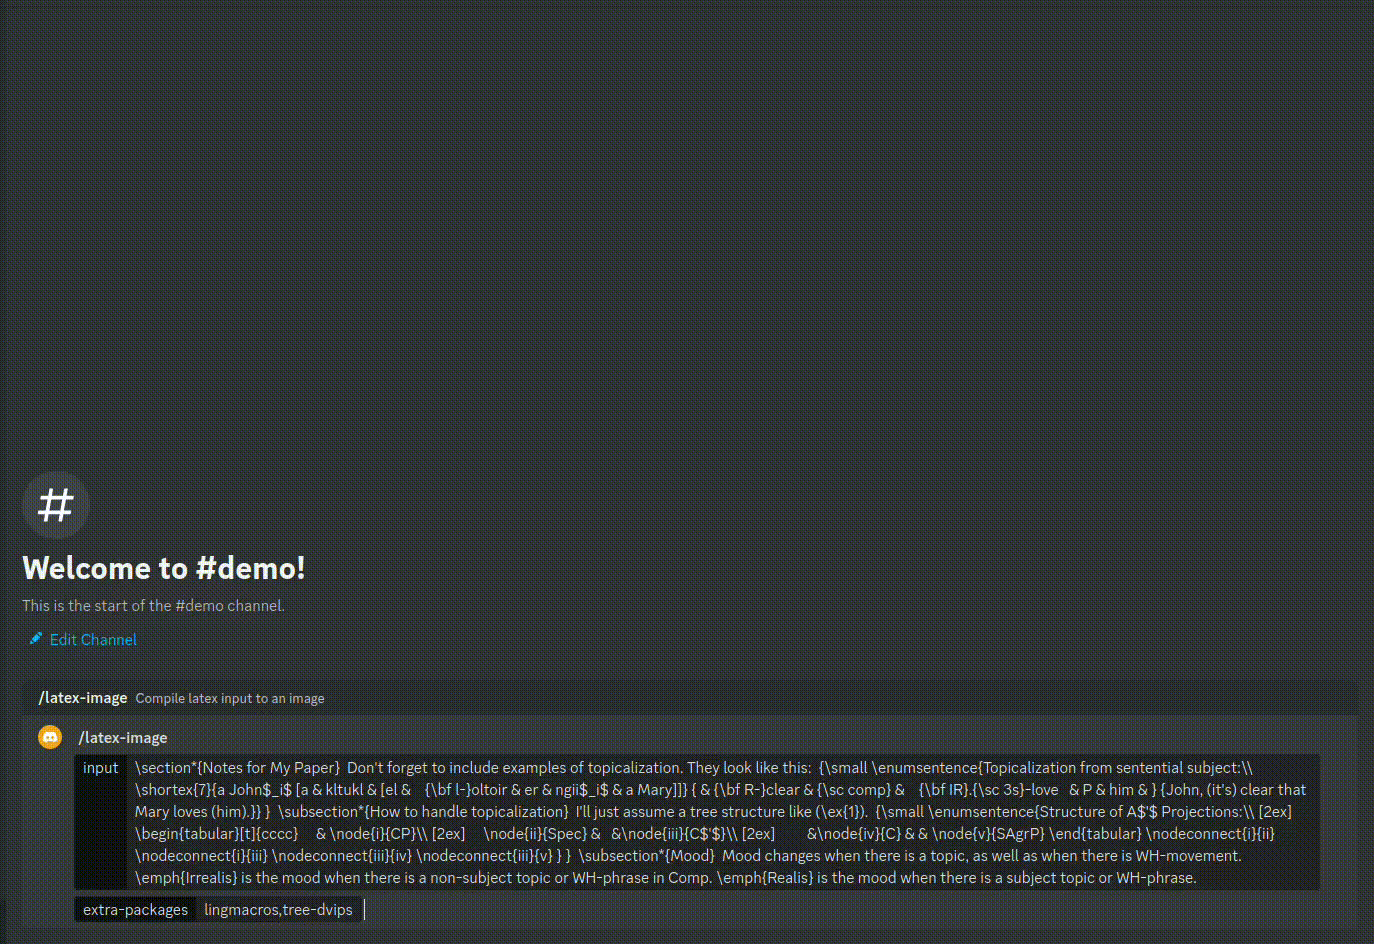 #
Welcome to #demo!
This is the start of the #demo channel.
Edit Channel
/latex-image Compile latex input to an image
/latex-image
input \section*{Notes for My Paper}  Don't forget to include examples of topicalization. They look like this:  {\small \enumsentence{Topicalization from sentential subject:\\
\shortex{7}{a John$_i$ [a & kltukl & [el &   {\bf l-}oltoir & er & ngii$_i$ & a Mary]]} { & {\bf R-}clear & {\sc comp} &   {\bf IR}.{\sc 3s}-love   & P & him & } {John, (it's) clear that
Mary loves (him).}} }  \subsection*{How to handle topicalization}  I'll just assume a tree structure like (\ex{1}).  {\small \enumsentence{Structure of A$'$ Projections:\\ [2ex]
\begin{tabular}[t]{cccc}    & \node{i}{CP}\\ [2ex]    \node{ii}{Spec} &   &\node{iii}{C$'$}\\ [2ex]       &\node{iv}{C} & & \node{v}{SAgrP} \end{tabular} \nodeconnect{i}{ii}
\nodeconnect{i}{iii} \nodeconnect{iii}{iv} \nodeconnect{iii}{v} } }  \subsection*{Mood}  Mood changes when there is a topic, as well as when there is WH-movement.
\emph{Irrealis} is the mood when there is a non-subject topic or WH-phrase in Comp. \emph{Realis} is the mood when there is a subject topic or WH-phrase.
extra-packages lingmacros,tree-dvips